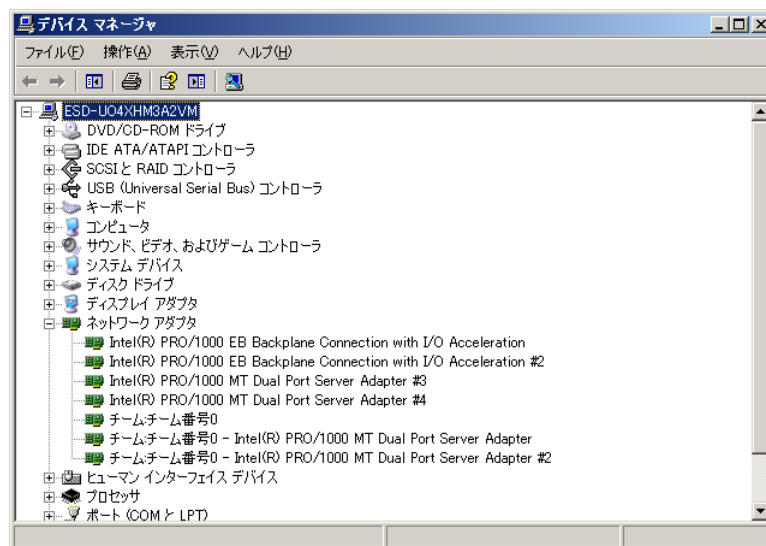 デバイス マネージャ
ファイル(F) 操作(A) 表示(V) ヘルプ(H)
ESD-UO4XHM3A2VM
DVD/CD-ROM ドライブ
IDE ATA/ATAPI コントローラ
SCSI と RAID コントローラ
USB (Universal Serial Bus) コントローラ
キーボード
コンピュータ
サウンド、ビデオ、およびゲーム コントローラ
システム デバイス
ディスク ドライブ
ディスプレイ アダプタ
ネットワーク アダプタ
Intel(R) PRO/1000 EB Backplane Connection with I/O Acceleration
Intel(R) PRO/1000 EB Backplane Connection with I/O Acceleration #2
Intel(R) PRO/1000 MT Dual Port Server Adapter #3
Intel(R) PRO/1000 MT Dual Port Server Adapter #4
チーム:チーム番号0
チーム:チーム番号0 - Intel(R) PRO/1000 MT Dual Port Server Adapter
チーム:チーム番号0 - Intel(R) PRO/1000 MT Dual Port Server Adapter #2
ヒューマン インターフェイス デバイス
プロセッサ
ポート (COM と LPT)